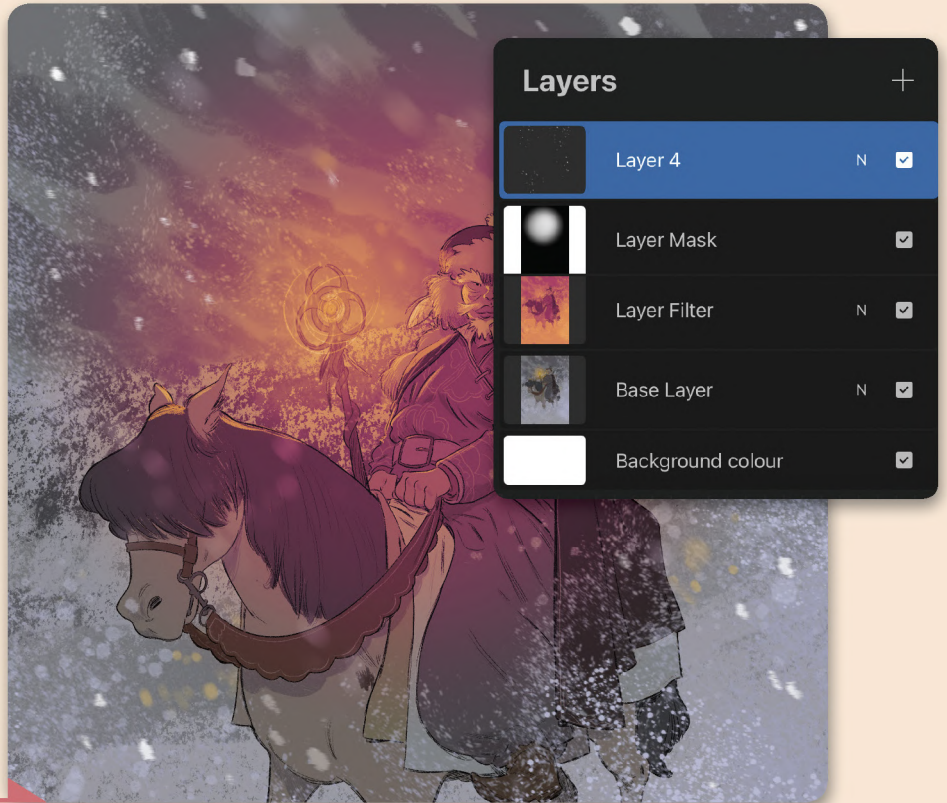 Layers
Layer 4 N
Layer Mask
Layer Filter N
Base Layer N
Background colour